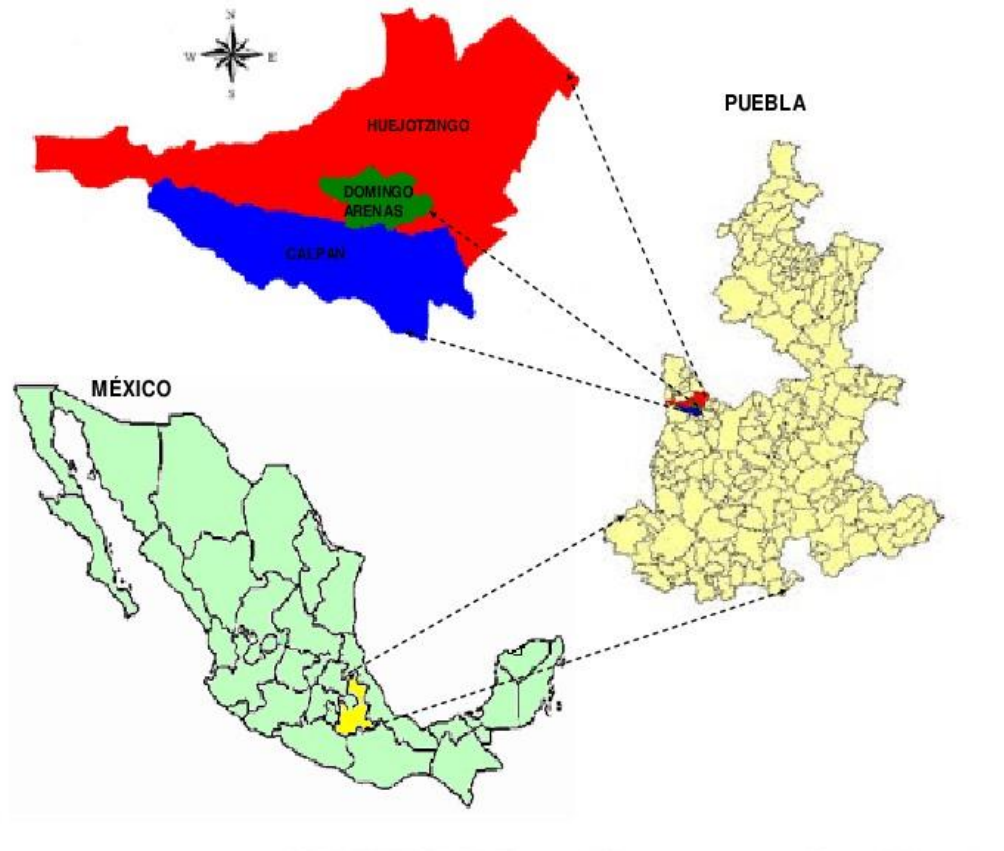 N
W E
S
PUEBLA
HUEJOTZINGO
DOMINGO
ARENAS
CALPAN
MÉXICO